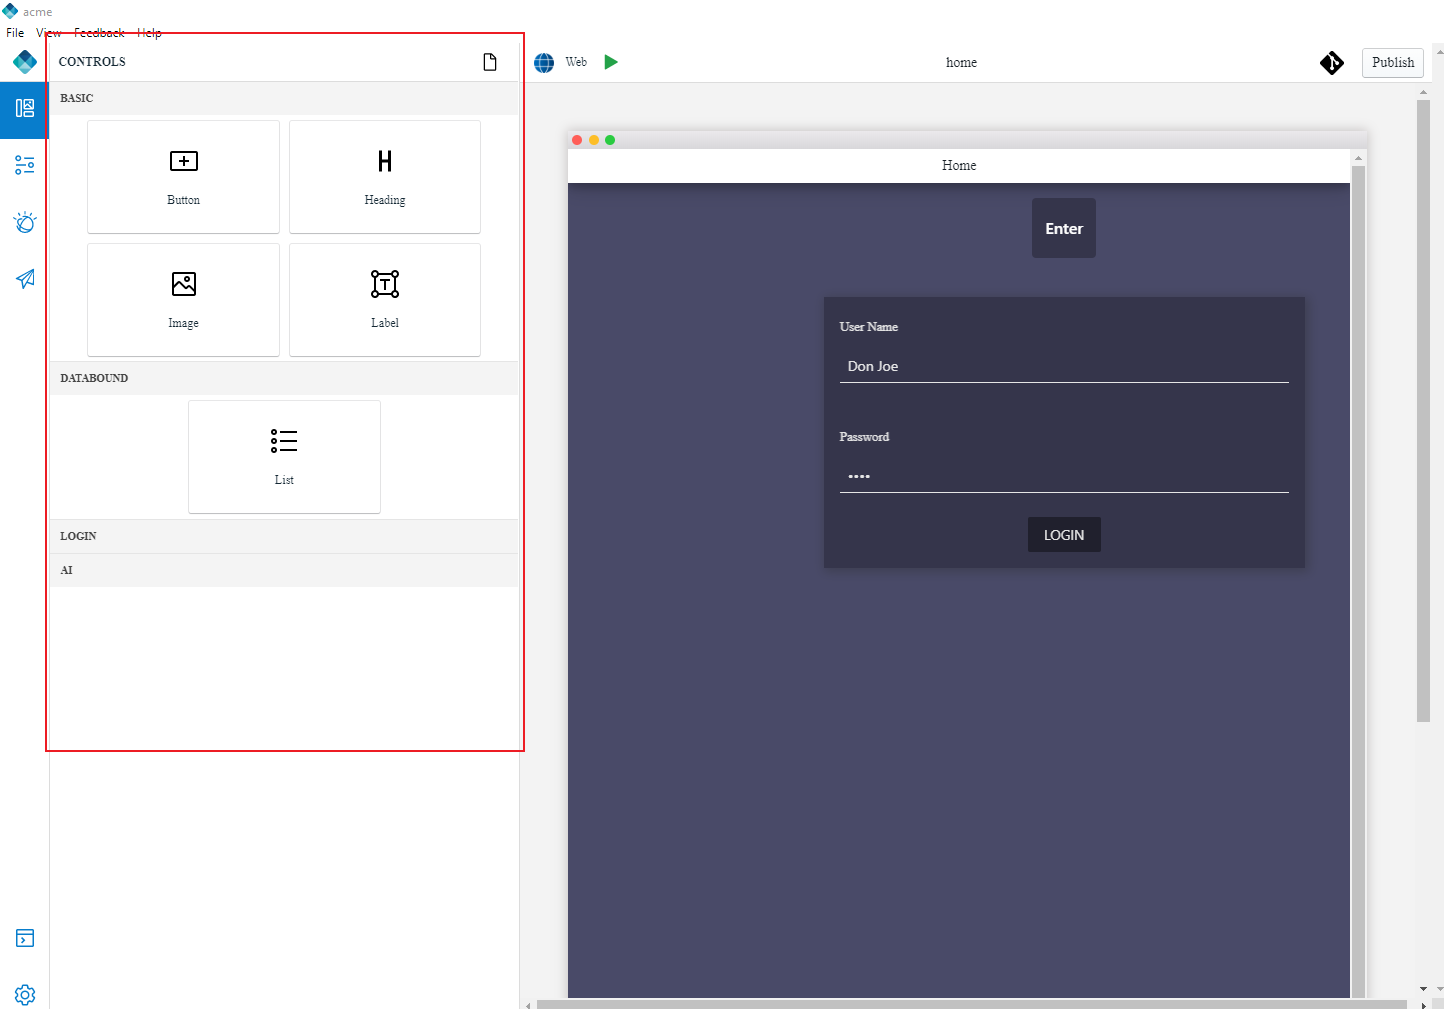 acme
File View Feedback Help
CONTROLS
Web
home
Publish
BASIC
Button
Heading
Image
Label
DATABOUND
List
LOGIN
AI
Home
Enter
User Name
Don Joe
Password
••••
LOGIN